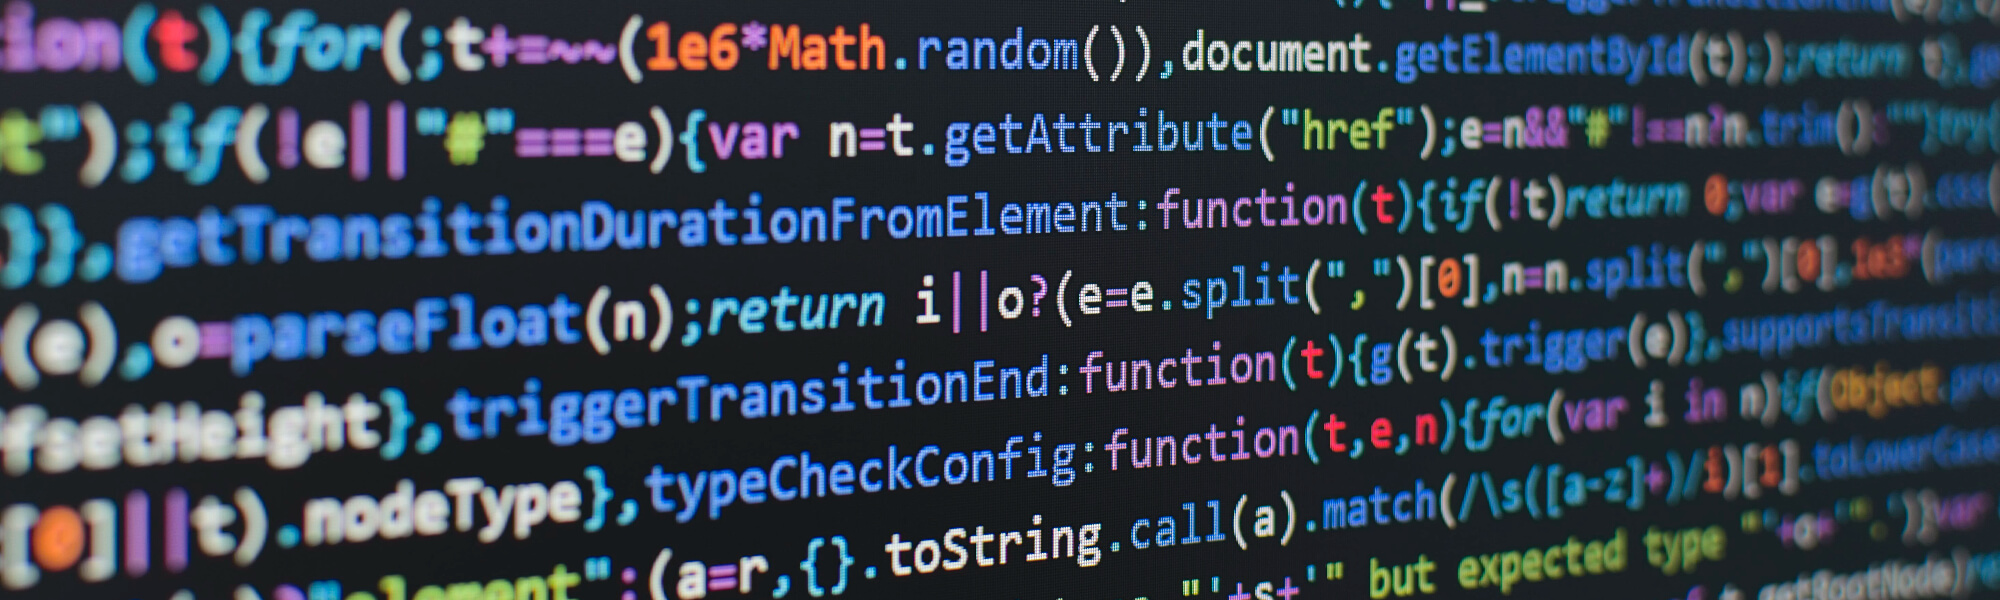 ion(t){for(;t+=~~(1e6*Math.random()),document.getElementById(t););return t},
t");if(!e||"#"===e){var n=t.getAttribute("href");e=n&&"#"!==n?n.trim():""}try{
}},getTransitionDurationFromElement:function(t){if(!t)return 0;var e=g(t).css(
(e),o=parseFloat(n);return i||o?(e=e.split(",")[0],n=n.split(",")[0],1e3*(pars
fsetHeight},triggerTransitionEnd:function(t){g(t).trigger(e)},supportsTransiti
[0]||t).nodeType},typeCheckConfig:function(t,e,n){for(var i in n)if(Object.pro
"element":(a=r,{}.toString.call(a).match(/\s([a-z]+)/i)[1].toLowerCase
"'+s+'" but expected type "'+o+'".')}var
getRootNode)re